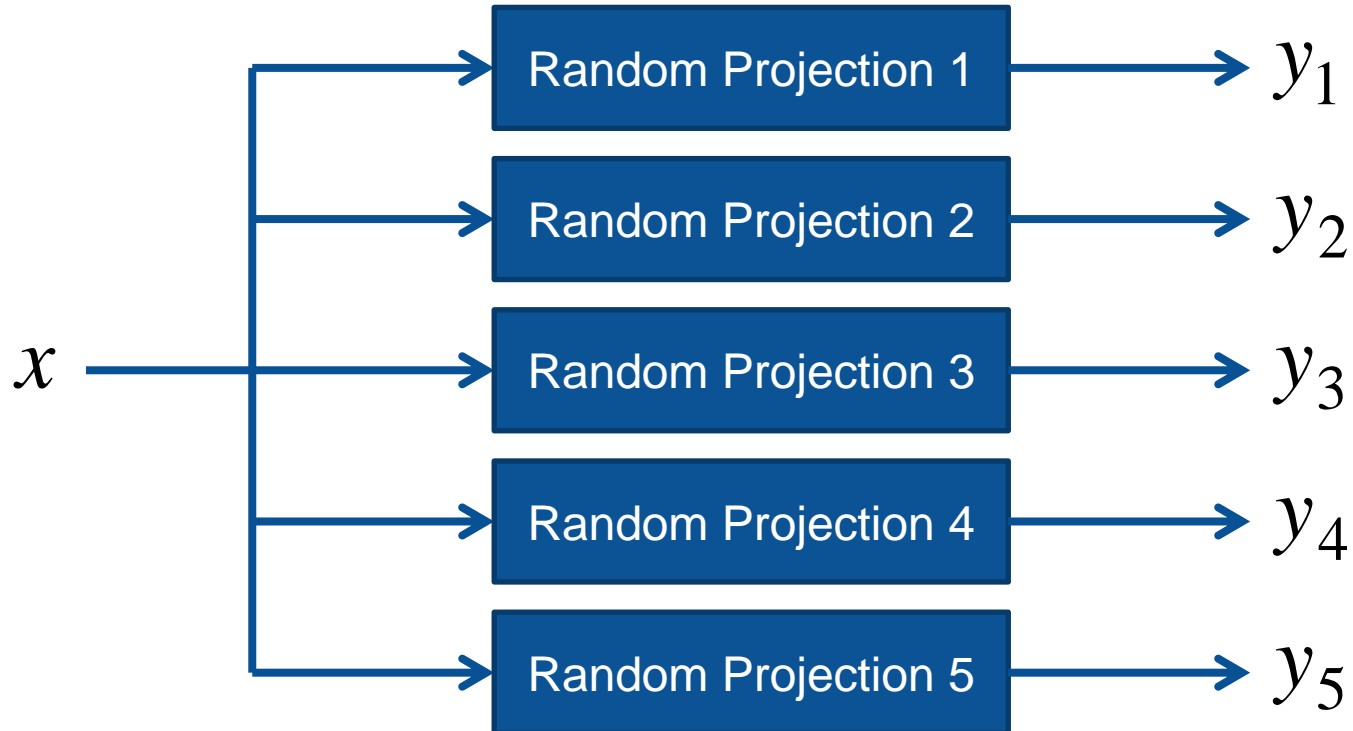 Random Projection 1 y₁
Random Projection 2 y₂
x Random Projection 3 y₃
Random Projection 4 y₄
Random Projection 5 y₅